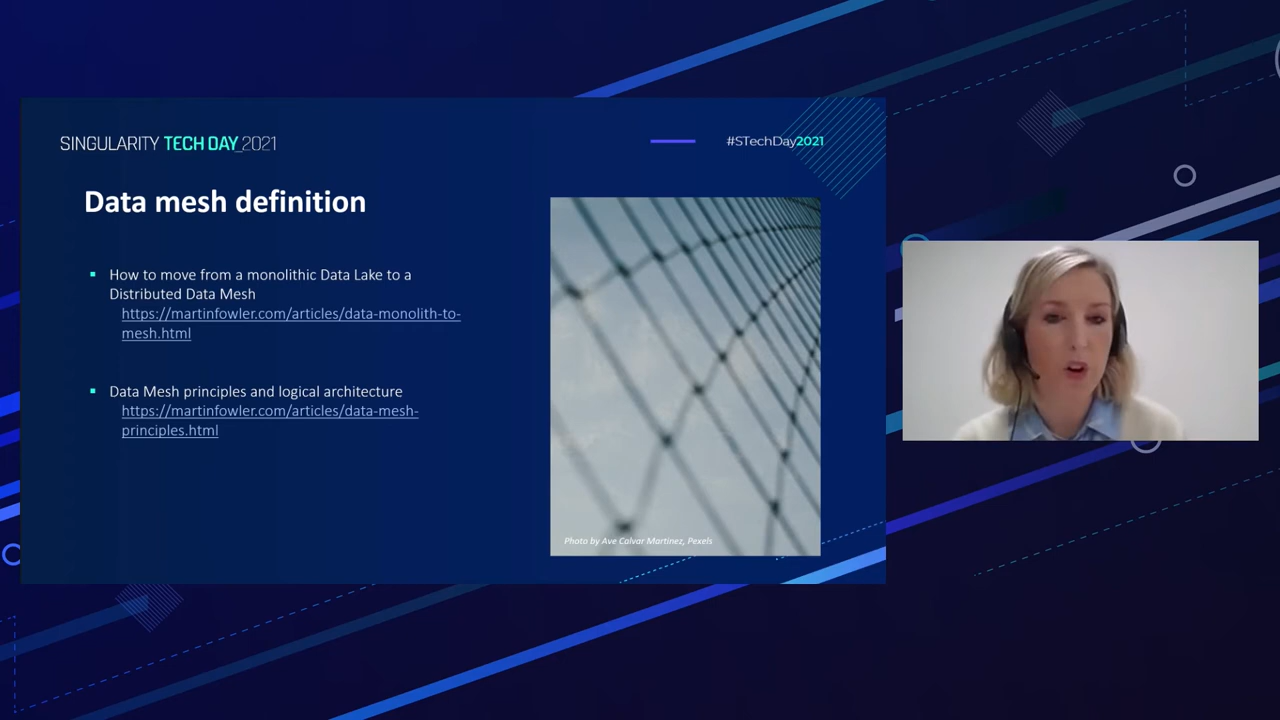 SINGULARITY TECH DAY_2021
#STechDay2021
Data mesh definition
How to move from a monolithic Data Lake to a
Distributed Data Mesh
https://martinfowler.com/articles/data-monolith-to-
mesh.html
Data Mesh principles and logical architecture
https://martinfowler.com/articles/data-mesh-
principles.html
Photo by Ave Calvar Martinez, Pexels